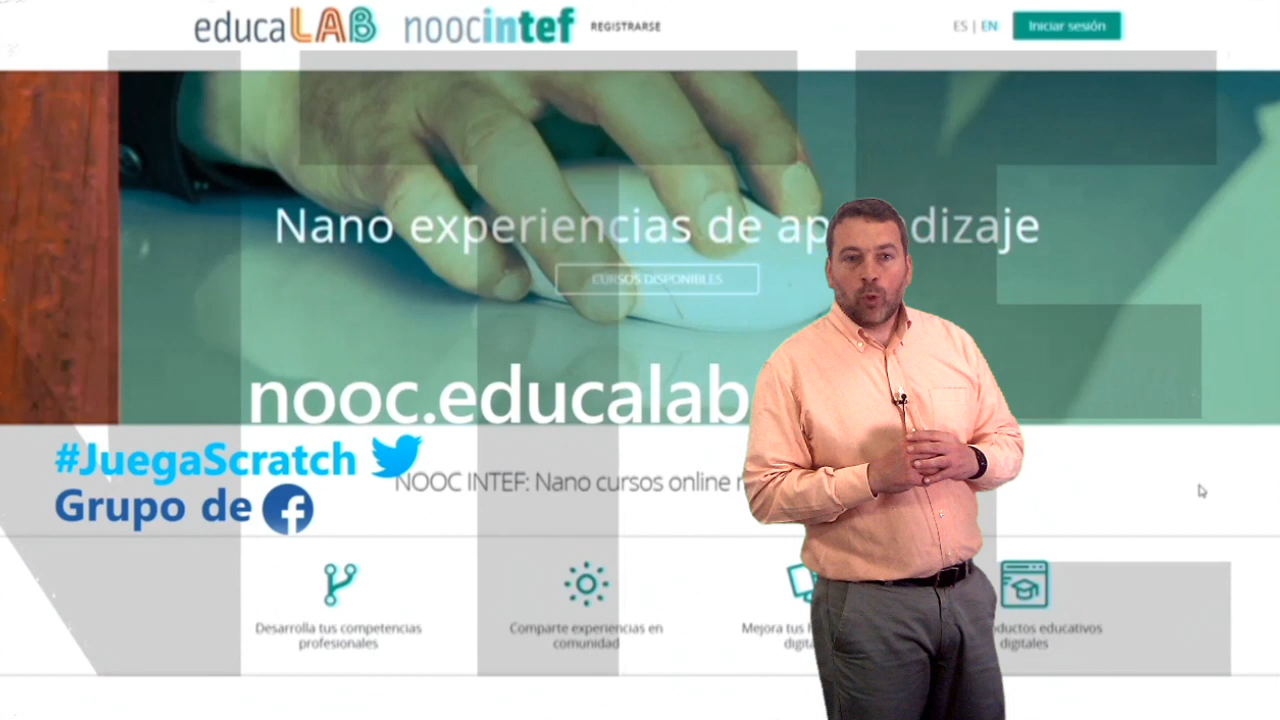 educaLAB noocintef REGISTRARSE ES | EN Iniciar sesión
Nano experiencias de ap ndizaje
CURSOS DISPONIBLES
nooc.educalab
#JuegaScratch
NOOC INTEF: Nano cursos online
Grupo de
Desarrolla tus competencias
profesionales
Comparte experiencias en
comunidad
Mejora tus
digita
ductos educativos
digitales